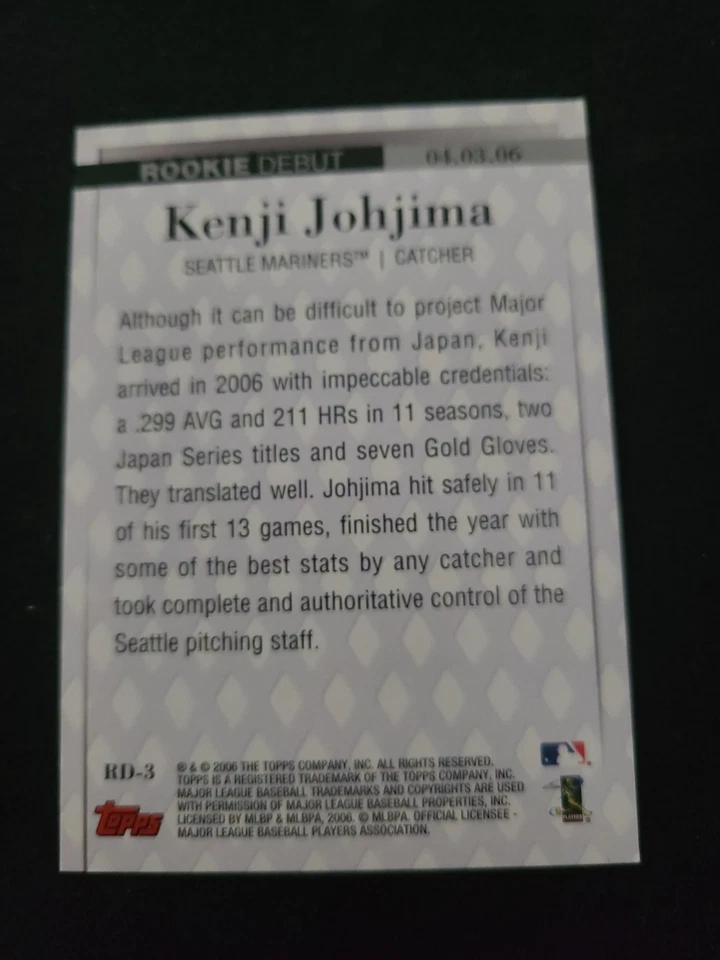 ROOKIE DEBUT 04.03.06
Kenji Johjima
SEATTLE MARINERS™ | CATCHER
Although it can be difficult to project Major
League performance from Japan, Kenji
arrived in 2006 with impeccable credentials:
a .299 AVG and 211 HRs in 11 seasons, two
Japan Series titles and seven Gold Gloves.
They translated well. Johjima hit safely in 11
of his first 13 games, finished the year with
some of the best stats by any catcher and
took complete and authoritative control of the
Seattle pitching staff.
RD-3
® & © 2006 THE TOPPS COMPANY, INC. ALL RIGHTS RESERVED.
TOPPS IS A REGISTERED TRADEMARK OF THE TOPPS COMPANY, INC.
MAJOR LEAGUE BASEBALL TRADEMARKS AND COPYRIGHTS ARE USED
WITH PERMISSION OF MAJOR LEAGUE BASEBALL PROPERTIES, INC.
LICENSED BY MLBP & MLBPA, 2006. © MLBPA. OFFICIAL LICENSEE -
MAJOR LEAGUE BASEBALL PLAYERS ASSOCIATION.
Topps